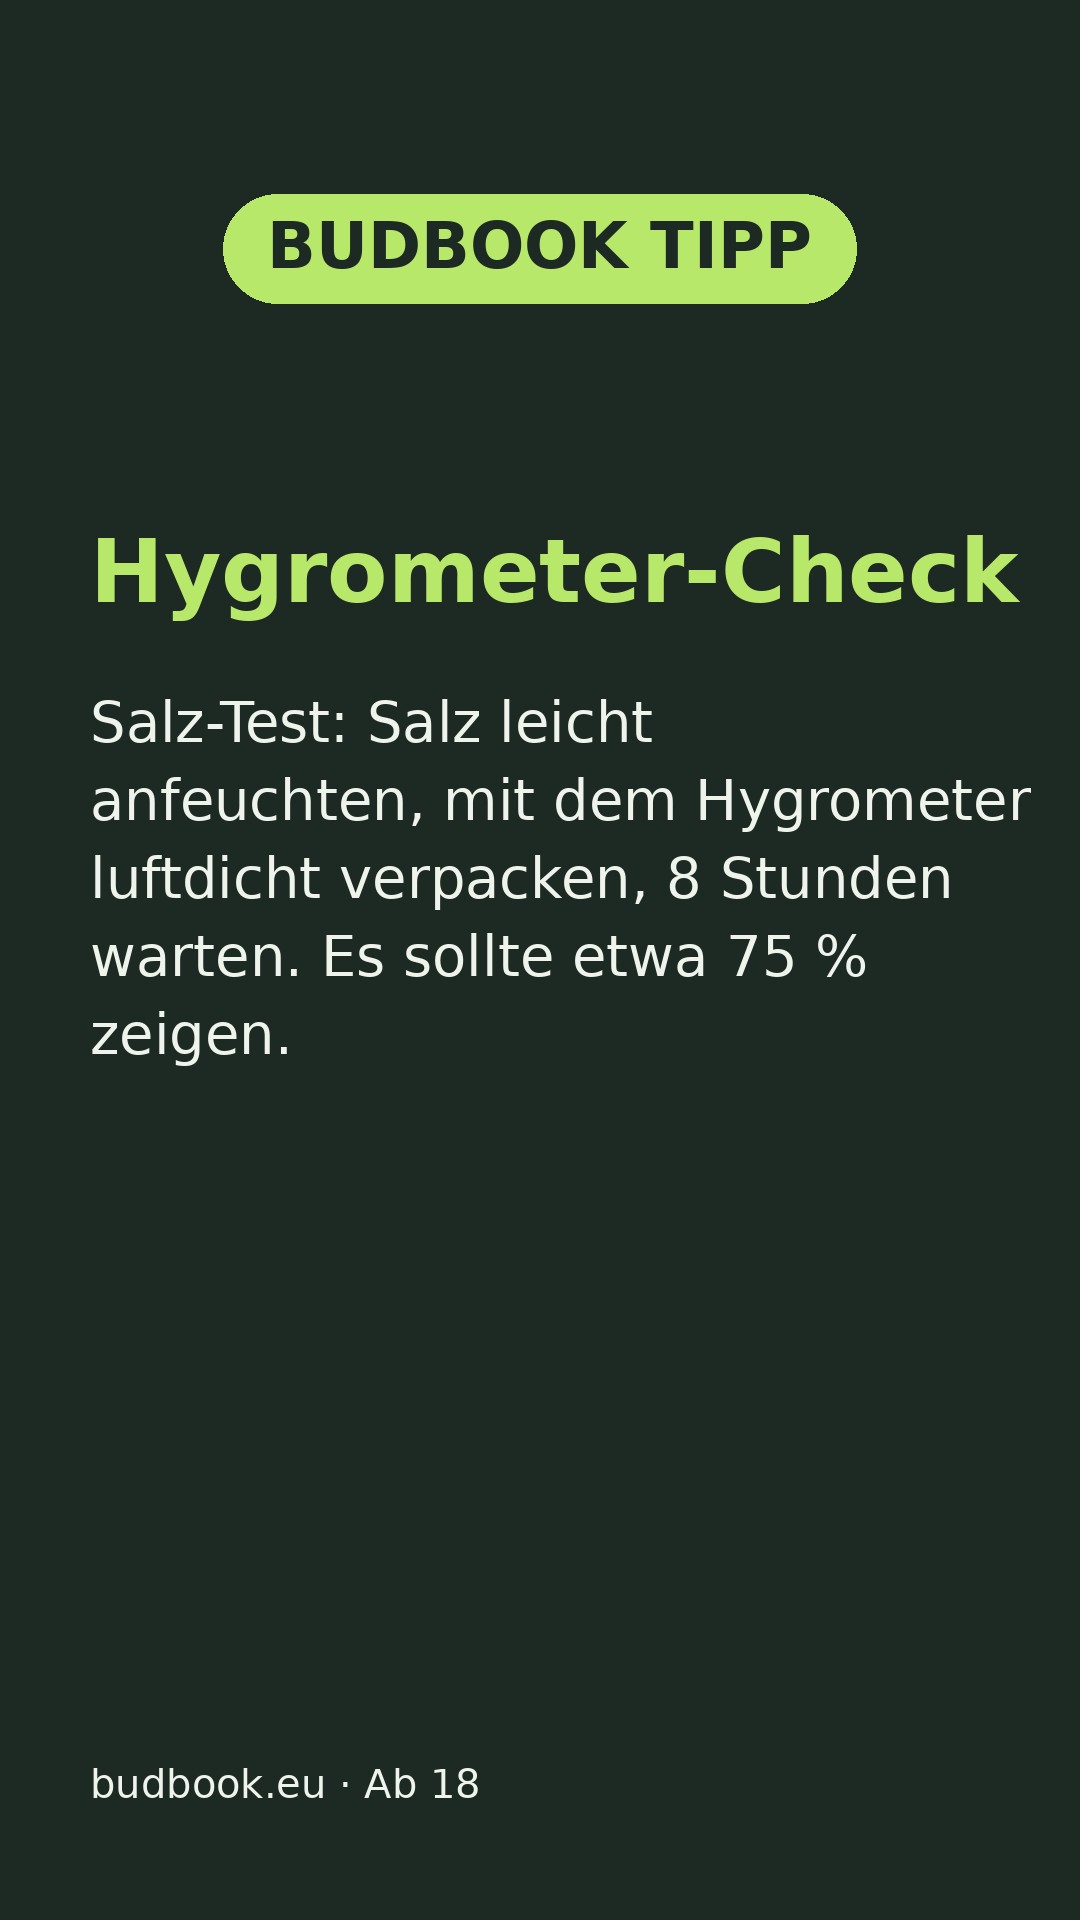 BUDBOOK TIPP
Hygrometer-Check
Salz-Test: Salz leicht
anfeuchten, mit dem Hygrometer
luftdicht verpacken, 8 Stunden
warten. Es sollte etwa 75 %
zeigen.
budbook.eu · Ab 18